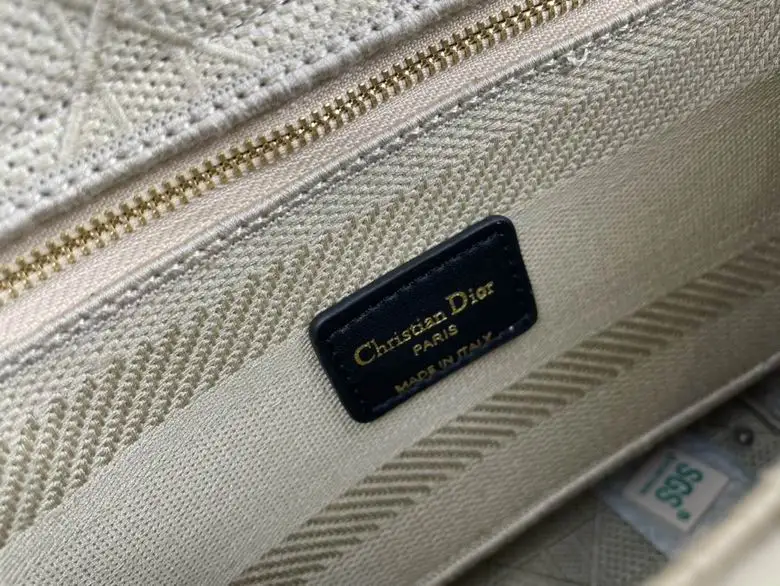 Christian Dior
PARIS
MADE IN ITALY
SGS